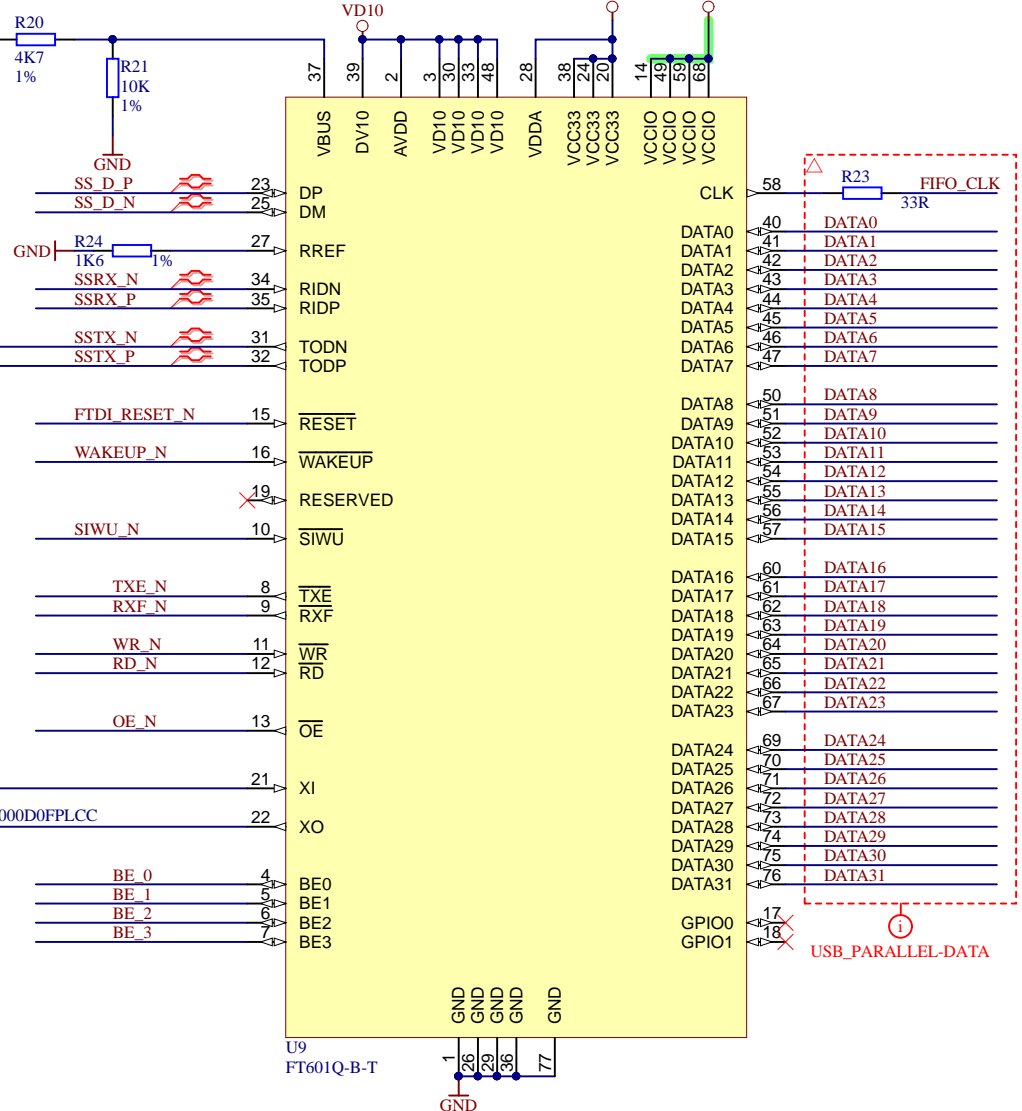 VD10
R20
4K7
1%
R21
10K
1%
GND
37
39
2
3
30
33
48
28
38
24
20
14
49
59
68
VBUS
DV10
AVDD
VD10
VD10
VD10
VD10
VDDA
VCC33
VCC33
VCC33
VCCIO
VCCIO
VCCIO
VCCIO
SS_D_P 23 DP
SS_D_N 25 DM
GND R24 1K6 1% 27 RREF
SSRX_N 34 RIDN
SSRX_P 35 RIDP
SSTX_N 31 TODN
SSTX_P 32 TODP
FTDI_RESET_N 15 RESET
WAKEUP_N 16 WAKEUP
19 RESERVED
SIWU_N 10 SIWU
TXE_N 8 TXE
RXF_N 9 RXF
WR_N 11 WR
RD_N 12 RD
OE_N 13 OE
21 XI
000D0FPLCC 22 XO
BE_0 4 BE0
BE_1 5 BE1
BE_2 6 BE2
BE_3 7 BE3
CLK 58 R23 33R FIFO_CLK
DATA0 40 DATA0
DATA1 41 DATA1
DATA2 42 DATA2
DATA3 43 DATA3
DATA4 44 DATA4
DATA5 45 DATA5
DATA6 46 DATA6
DATA7 47 DATA7
DATA8 50 DATA8
DATA9 51 DATA9
DATA10 52 DATA10
DATA11 53 DATA11
DATA12 54 DATA12
DATA13 55 DATA13
DATA14 56 DATA14
DATA15 57 DATA15
DATA16 60 DATA16
DATA17 61 DATA17
DATA18 62 DATA18
DATA19 63 DATA19
DATA20 64 DATA20
DATA21 65 DATA21
DATA22 66 DATA22
DATA23 67 DATA23
DATA24 69 DATA24
DATA25 70 DATA25
DATA26 71 DATA26
DATA27 72 DATA27
DATA28 73 DATA28
DATA29 74 DATA29
DATA30 75 DATA30
DATA31 76 DATA31
GPIO0 17
GPIO1 18
i
USB_PARALLEL-DATA
GND
GND
GND
GND
GND
1
26
29
36
77
U9
FT601Q-B-T
GND